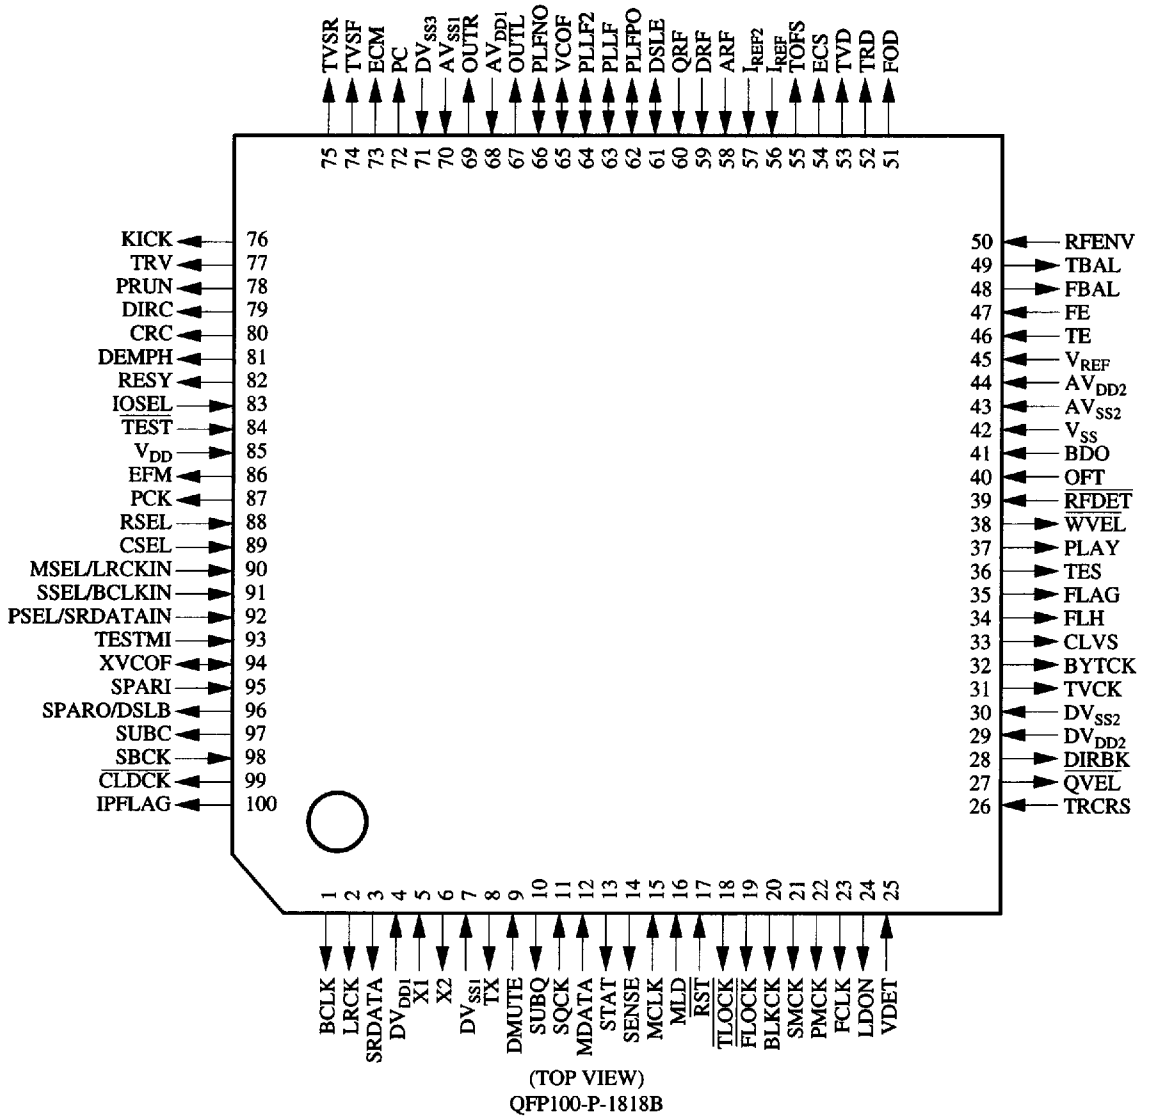 TVSR TVSF ECM PC DVSS3 AVSS1 OUTR AVDD1 OUTL PLFNO VCOF PLLF2 PLLF PLFPO DSLE QRF DRF ARF IREF2 IREF TOFS ECS TVD TRD FOD
75 74 73 72 71 70 69 68 67 66 65 64 63 62 61 60 59 58 57 56 55 54 53 52 51
KICK 76
TRV 77
PRUN 78
DIRC 79
CRC 80
DEMPH 81
RESY 82
IOSEL 83
TEST 84
VDD 85
EFM 86
PCK 87
RSEL 88
CSEL 89
MSEL/LRCKIN 90
SSEL/BCLKIN 91
PSEL/SRDATAIN 92
TESTMI 93
XVCOF 94
SPARI 95
SPARO/DSLB 96
SUBC 97
SBCK 98
CLDCK 99
IPFLAG 100
50 RFENV
49 TBAL
48 FBAL
47 FE
46 TE
45 VREF
44 AVDD2
43 AVSS2
42 VSS
41 BDO
40 OFT
39 RFDET
38 WVEL
37 PLAY
36 TES
35 FLAG
34 FLH
33 CLVS
32 BYTCK
31 TVCK
30 DVSS2
29 DVDD2
28 DIRBK
27 QVEL
26 TRCRS
1 2 3 4 5 6 7 8 9 10 11 12 13 14 15 16 17 18 19 20 21 22 23 24 25
BCLK LRCK SRDATA DVDD1 X1 X2 DVSS1 TX DMUTE SUBQ SQCK MDATA STAT SENSE MCLK MLD RST TLOCK FLOCK BLKCK SMCK PMCK FCLK LDON VDET
(TOP VIEW)
QFP100-P-1818B